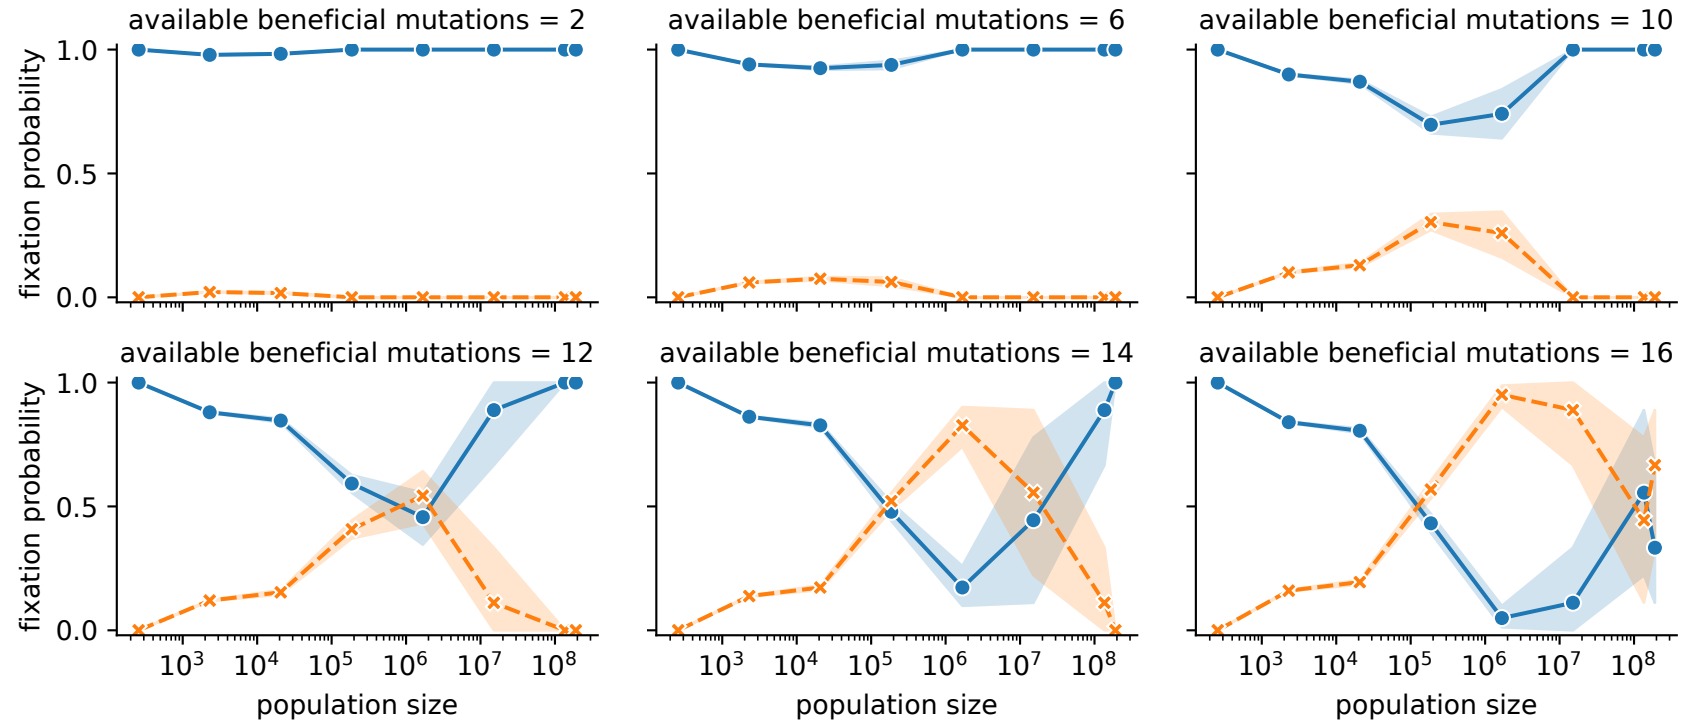 available beneficial mutations = 2
available beneficial mutations = 6
available beneficial mutations = 10
fixation probability
1.0
0.5
0.0
available beneficial mutations = 12
available beneficial mutations = 14
available beneficial mutations = 16
fixation probability
1.0
0.5
0.0
10³ 10⁴ 10⁵ 10⁶ 10⁷ 10⁸
10³ 10⁴ 10⁵ 10⁶ 10⁷ 10⁸
10³ 10⁴ 10⁵ 10⁶ 10⁷ 10⁸
population size
population size
population size